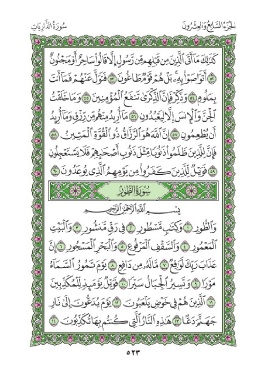 الجزء السابع والعشرون
سورة الذاريات
كَذَٰلِكَ مَآ أَتَى ٱلَّذِينَ مِن قَبۡلِهِم مِّن رَّسُولٍ إِلَّا قَالُواْ سَاحِرٌ أَوۡ مَجۡنُونٌ
٥٢ أَتَوَاصَوۡاْ بِهِۦۚ بَلۡ هُمۡ قَوۡمٞ طَاغُونَ ٥٣ فَتَوَلَّ عَنۡهُمۡ فَمَآ أَنتَ
بِمَلُومٖ ٥٤ وَذَكِّرۡ فَإِنَّ ٱلذِّكۡرَىٰ تَنفَعُ ٱلۡمُؤۡمِنِينَ ٥٥ وَمَا خَلَقۡتُ
ٱلۡجِنَّ وَٱلۡإِنسَ إِلَّا لِيَعۡبُدُونِ ٥٦ مَآ أُرِيدُ مِنۡهُم مِّن رِّزۡقٖ وَمَآ أُرِيدُ
أَن يُطۡعِمُونِ ٥٧ إِنَّ ٱللَّهَ هُوَ ٱلرَّزَّاقُ ذُو ٱلۡقُوَّةِ ٱلۡمَتِينُ ٥٨
فَإِنَّ لِلَّذِينَ ظَلَمُواْ ذَنُوبٗا مِّثۡلَ ذَنُوبِ أَصۡحَٰبِهِمۡ فَلَا يَسۡتَعۡجِلُونِ
٥٩ فَوَيۡلٞ لِّلَّذِينَ كَفَرُواْ مِن يَوۡمِهِمُ ٱلَّذِي يُوعَدُونَ ٦٠
سورة الطور
بِسۡمِ ٱللَّهِ ٱلرَّحۡمَٰنِ ٱلرَّحِيمِ
وَٱلطُّورِ ١ وَكِتَٰبٖ مَّسۡطُورٖ ٢ فِي رَقّٖ مَّنشُورٖ ٣ وَٱلۡبَيۡتِ
ٱلۡمَعۡمُورِ ٤ وَٱلسَّقۡفِ ٱلۡمَرۡفُوعِ ٥ وَٱلۡبَحۡرِ ٱلۡمَسۡجُورِ ٦ إِنَّ
عَذَابَ رَبِّكَ لَوَٰقِعٞ ٧ مَّا لَهُۥ مِن دَافِعٖ ٨ يَوۡمَ تَمُورُ ٱلسَّمَآءُ
مَوۡرٗا ٩ وَتَسِيرُ ٱلۡجِبَالُ سَيۡرٗا ١٠ فَوَيۡلٞ يَوۡمَئِذٖ لِّلۡمُكَذِّبِينَ
١١ ٱلَّذِينَ هُمۡ فِي خَوۡضٖ يَلۡعَبُونَ ١٢ يَوۡمَ يُدَعُّونَ إِلَىٰ نَارِ
جَهَنَّمَ دَعًّا ١٣ هَٰذِهِ ٱلنَّارُ ٱلَّتِي كُنتُم بِهَا تُكَذِّبُونَ ١٤
٥٢٣